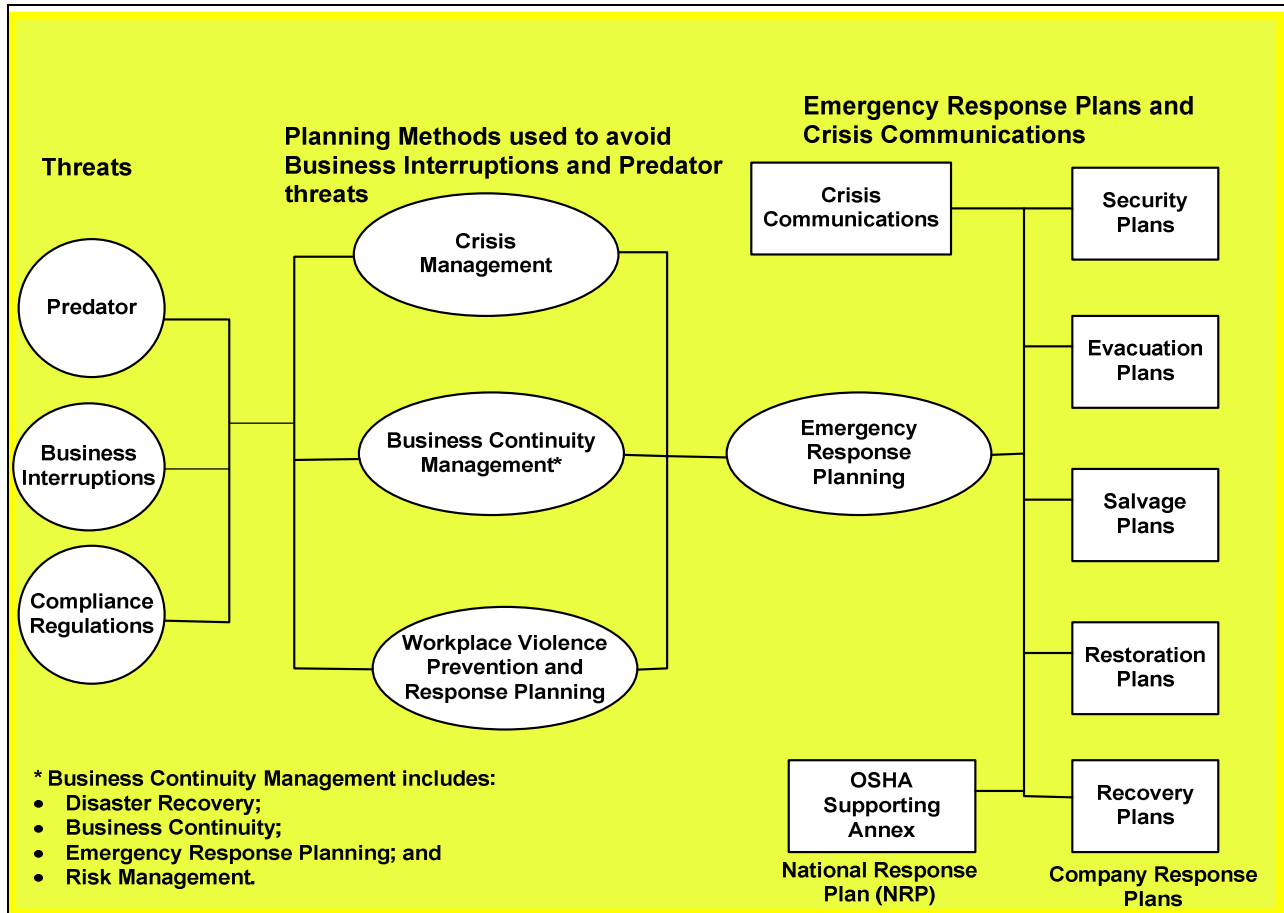 Threats
Planning Methods used to avoid
Business Interruptions and Predator
threats
Emergency Response Plans and
Crisis Communications
Predator
Business
Interruptions
Compliance
Regulations
Crisis
Management
Business Continuity
Management*
Workplace Violence
Prevention and
Response Planning
Emergency
Response
Planning
Crisis
Communications
Security
Plans
Evacuation
Plans
Salvage
Plans
Restoration
Plans
OSHA
Supporting
Annex
Recovery
Plans
National Response
Plan (NRP)
Company Response
Plans
* Business Continuity Management includes:
• Disaster Recovery;
• Business Continuity;
• Emergency Response Planning; and
• Risk Management.